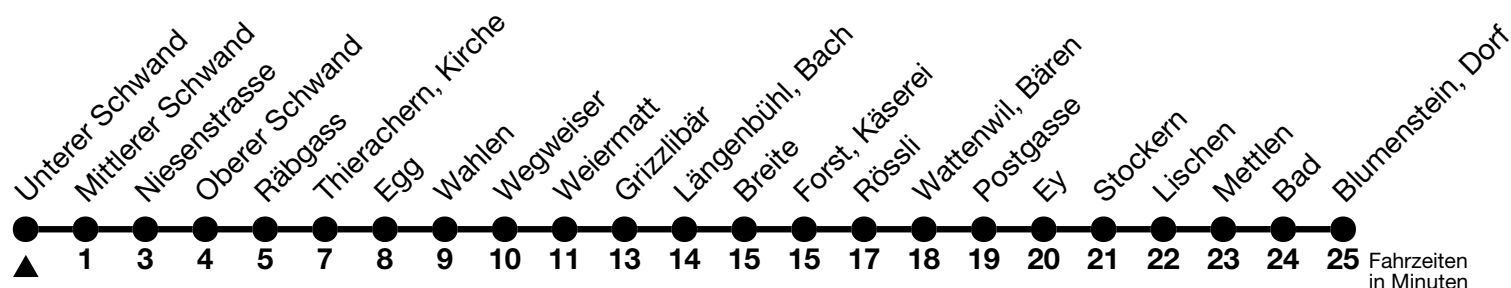 Unterer Schwand
Mittlerer Schwand
Niesenstrasse
Oberer Schwand
Räbgass
Thierachern, Kirche
Egg
Wahlen
Wegweiser
Weiermatt
Grizzlibär
Längenbühl, Bach
Breite
Forst, Käserei
Rössli
Wattenwil, Bären
Postgasse
Ey
Stockern
Lischen
Mettlen
Bad
Blumenstein, Dorf
1 3 4 5 7 8 9 10 11 13 14 15 15 17 18 19 20 21 22 23 24 25 Fahrzeiten
in Minuten